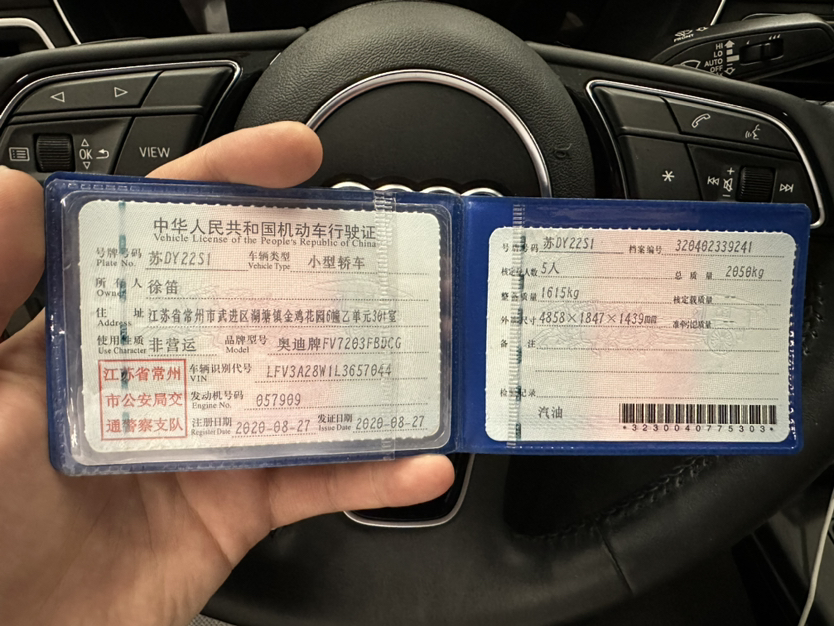 HI
LO
AUTO
OFF
VIEW
OK
中华人民共和国机动车行驶证
Vehicle License of the People's Republic of China
号牌号码 苏DY22S1 车辆类型 小型轿车
Plate No. Vehicle Type
所有人 徐笛
Owner
住址 江苏省常州市武进区湖塘镇金鸡花园6幢乙单元301室
Address
使用性质 非营运 品牌型号 奥迪牌FV7203FBDCG
Use Character Model
江苏省常州
市公安局交
通警察支队
车辆识别代号 LFV3A28W1L3657044
VIN
发动机号码 057909
Engine No.
注册日期 2020-08-27 发证日期 2020-08-27
Register Date Issue Date
号牌号码 苏DY22S1 档案编号 320402339241
核定载人数 5人 总质量 2050kg
整备质量 1615kg 核定载质量 --
外廓尺寸 4858×1847×1439mm 准牵引总质量 --
备注
检验记录
汽油
*3230040775303*